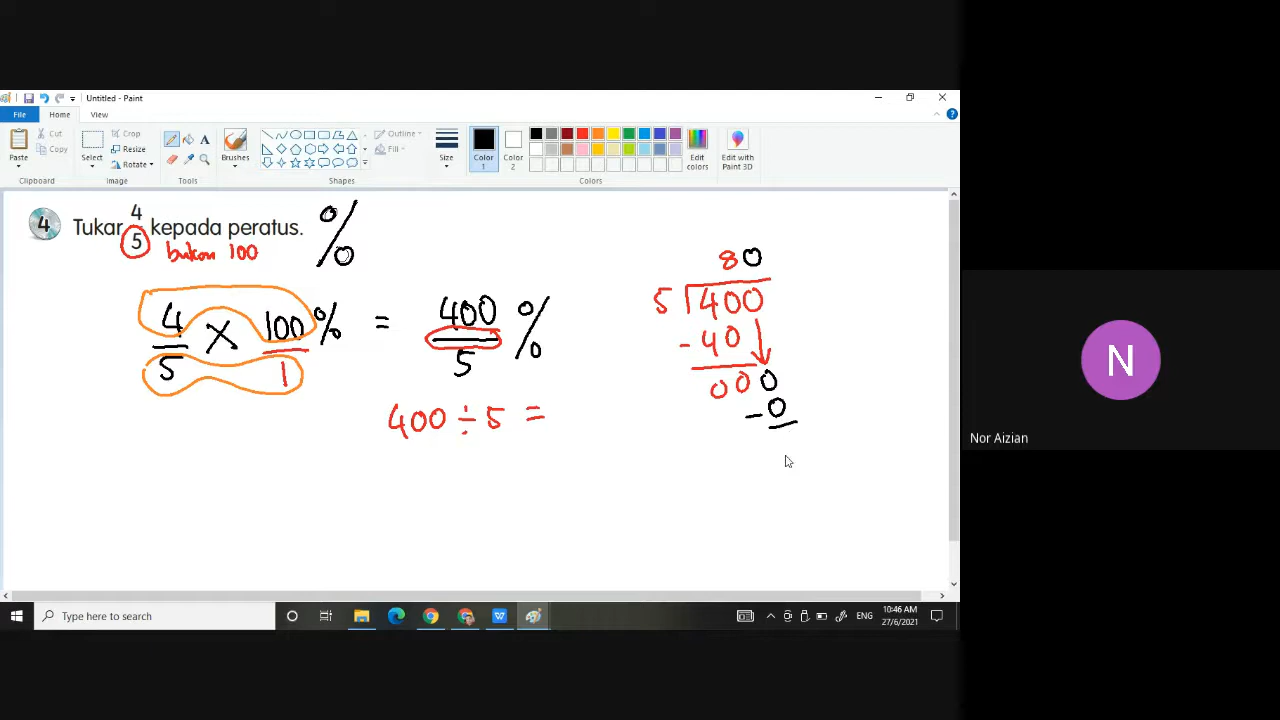 Untitled - Paint
File Home View
Paste Cut Copy Select Crop Resize Rotate Brushes Outline Fill Size Color 1 Color 2 Edit colors Edit with Paint 3D
Clipboard Image Tools Shapes Colors
4 Tukar 4/5 kepada peratus. %
bukan 100
4/5 × 100/1 % = 400/5 %
400 ÷ 5 =
80
5 400
- 40
00 0
- 0
Nor Aizian
N
Type here to search
ENG
10:46 AM
27/6/2021